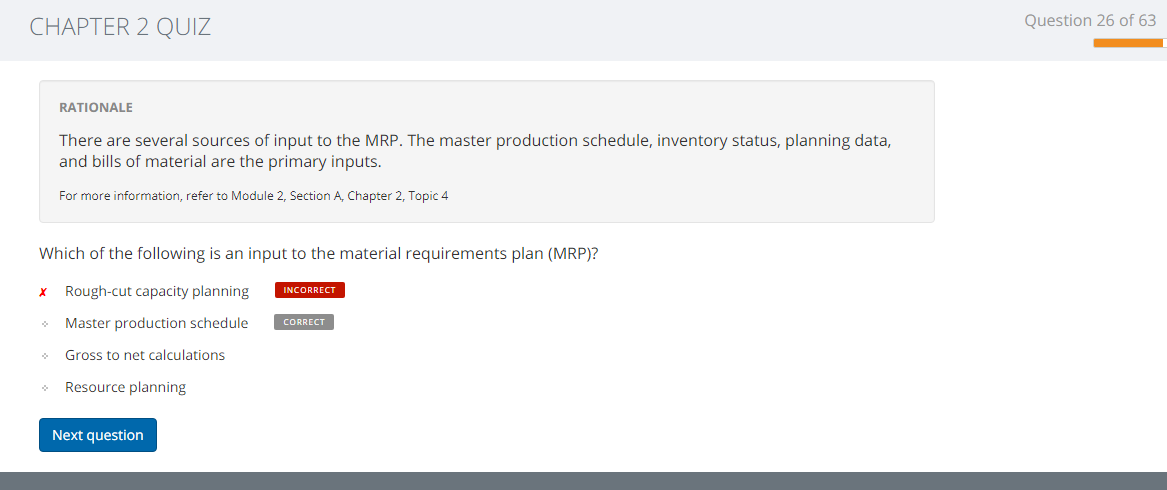 CHAPTER 2 QUIZ
Question 26 of 63
RATIONALE
There are several sources of input to the MRP. The master production schedule, inventory status, planning data,
and bills of material are the primary inputs.
For more information, refer to Module 2, Section A, Chapter 2, Topic 4
Which of the following is an input to the material requirements plan (MRP)?
✗ Rough-cut capacity planning INCORRECT
Master production schedule CORRECT
Gross to net calculations
Resource planning
Next question